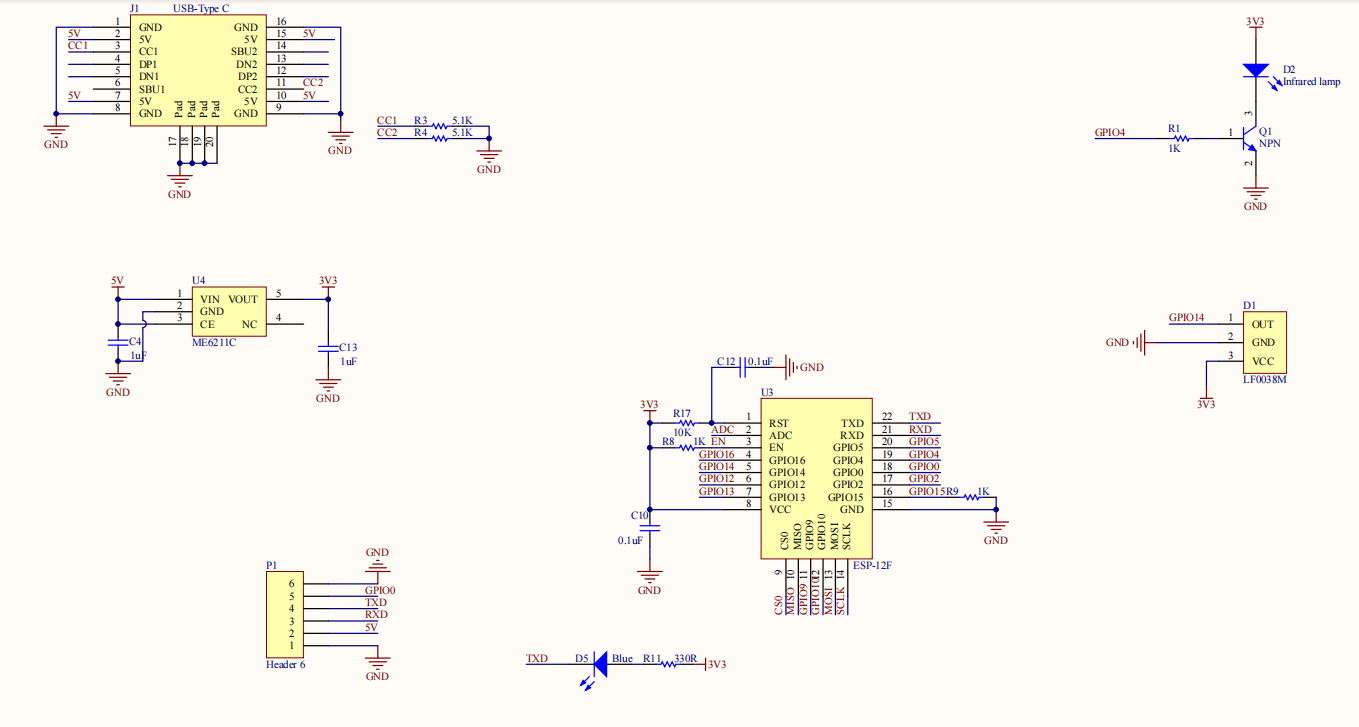 J1 USB-Type C
1 GND GND 16
5V 2 5V 5V 15 5V
CC1 3 CC1 SBU2 14
4 DP1 DN2 13
5 DN1 DP2 12
6 SBU1 CC2 11 CC2
5V 7 5V 5V 10 5V
8 GND GND 9
Pad Pad Pad Pad
17 18 19 20
GND
GND
GND
CC1 R3 5.1K
CC2 R4 5.1K
GND
3V3
D2
Infrared lamp
3
GPIO4 R1 1 Q1
1K NPN
2
GND
5V U4 3V3
1 VIN VOUT 5
2 GND
3 CE NC 4
ME6211C
C4
1uF
C13
1uF
GND
GND
D1
GPIO14 1 OUT
GND 2 GND
3 VCC
LF0038M
3V3
C12 0.1uF GND
U3
3V3 R17
10K
1 RST TXD 22 TXD
ADC 2 ADC RXD 21 RXD
R8 1K EN 3 EN GPIO5 20 GPIO5
GPIO16 4 GPIO16 GPIO4 19 GPIO4
GPIO14 5 GPIO14 GPIO0 18 GPIO0
GPIO12 6 GPIO12 GPIO2 17 GPIO2
GPIO13 7 GPIO13 GPIO15 16 GPIO15 R9 1K
8 VCC GND 15
C10
0.1uF
GND
GND
CS0 MISO GPIO9 GPIO10 MOSI SCLK
ESP-12F
9 10 11 12 13 14
CS0 MISO GPIO9 GPIO10 MOSI SCLK
P1
GND
6
5 GPIO0
4 TXD
3 RXD
2 5V
1
Header 6
GND
TXD D5 Blue R11 330R 3V3